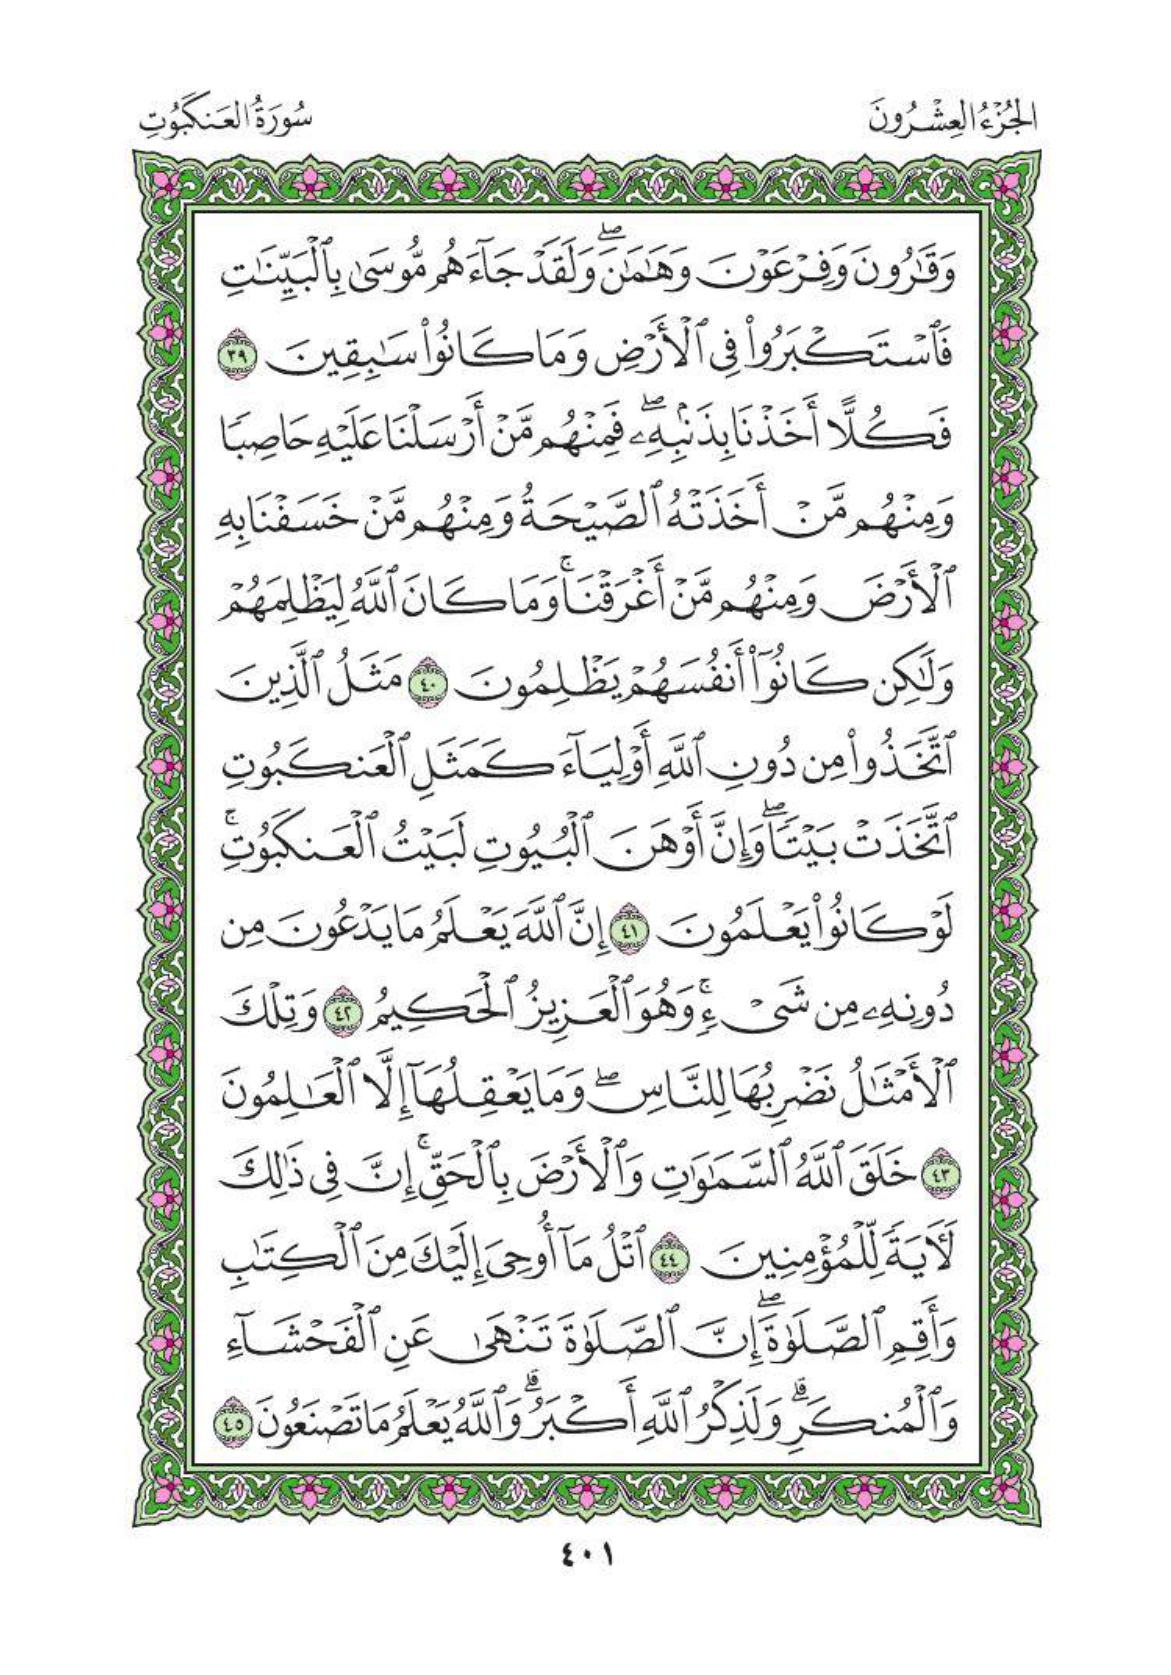 الجُزْءُ العِشْرُونَ
سُورَةُ العَنكَبُوتِ
وَقَٰرُونَ وَفِرْعَوْنَ وَهَٰمَٰنَۖ وَلَقَدْ جَآءَهُم مُّوسَىٰ بِٱلْبَيِّنَٰتِ
فَٱسْتَكْبَرُوا۟ فِى ٱلْأَرْضِ وَمَا كَانُوا۟ سَٰبِقِينَ ٣٩
فَكُلًّا أَخَذْنَا بِذَنۢبِهِۦۖ فَمِنْهُم مَّنْ أَرْسَلْنَا عَلَيْهِ حَاصِبًا
وَمِنْهُم مَّنْ أَخَذَتْهُ ٱلصَّيْحَةُ وَمِنْهُم مَّنْ خَسَفْنَا بِهِ
ٱلْأَرْضَ وَمِنْهُم مَّنْ أَغْرَقْنَاۚ وَمَا كَانَ ٱللَّهُ لِيَظْلِمَهُمْ
وَلَٰكِن كَانُوٓا۟ أَنفُسَهُمْ يَظْلِمُونَ ٤٠ مَثَلُ ٱلَّذِينَ
ٱتَّخَذُوا۟ مِن دُونِ ٱللَّهِ أَوْلِيَآءَ كَمَثَلِ ٱلْعَنكَبُوتِ
ٱتَّخَذَتْ بَيْتًاۖ وَإِنَّ أَوْهَنَ ٱلْبُيُوتِ لَبَيْتُ ٱلْعَنكَبُوتِۚ
لَوْ كَانُوا۟ يَعْلَمُونَ ٤١ إِنَّ ٱللَّهَ يَعْلَمُ مَا يَدْعُونَ مِن
دُونِهِۦ مِن شَىْءٍۚ وَهُوَ ٱلْعَزِيزُ ٱلْحَكِيمُ ٤٢ وَتِلْكَ
ٱلْأَمْثَٰلُ نَضْرِبُهَا لِلنَّاسِۖ وَمَا يَعْقِلُهَآ إِلَّا ٱلْعَٰلِمُونَ
٤٣ خَلَقَ ٱللَّهُ ٱلسَّمَٰوَٰتِ وَٱلْأَرْضَ بِٱلْحَقِّۚ إِنَّ فِى ذَٰلِكَ
لَءَايَةً لِّلْمُؤْمِنِينَ ٤٤ ٱتْلُ مَآ أُوحِىَ إِلَيْكَ مِنَ ٱلْكِتَٰبِ
وَأَقِمِ ٱلصَّلَوٰةَۖ إِنَّ ٱلصَّلَوٰةَ تَنْهَىٰ عَنِ ٱلْفَحْشَآءِ
وَٱلْمُنكَرِۗ وَلَذِكْرُ ٱللَّهِ أَكْبَرُۗ وَٱللَّهُ يَعْلَمُ مَا تَصْنَعُونَ ٤٥
٤٠١